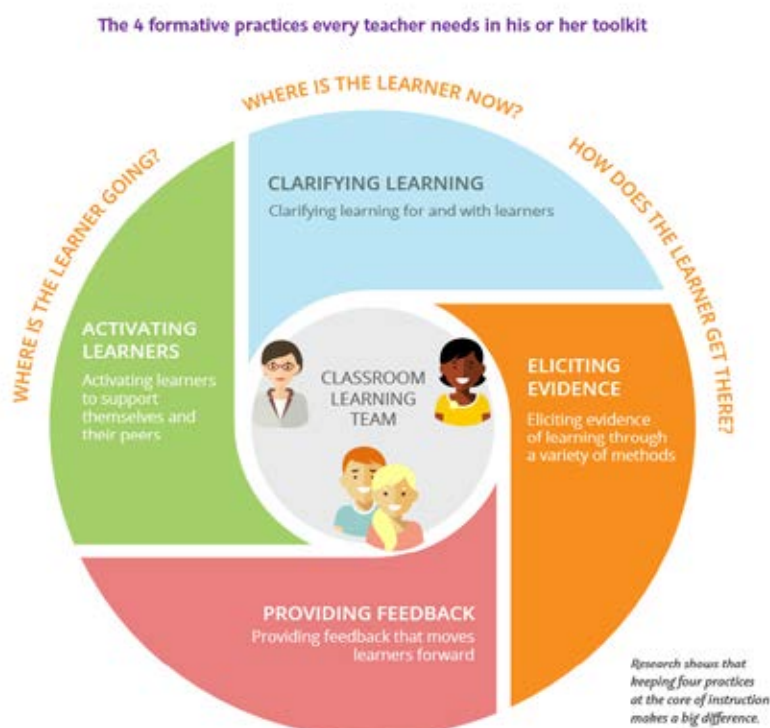 The 4 formative practices every teacher needs in his or her toolkit
WHERE IS THE LEARNER GOING?
WHERE IS THE LEARNER NOW?
HOW DOES THE LEARNER GET THERE?
CLARIFYING LEARNING
Clarifying learning for and with learners
ACTIVATING
LEARNERS
Activating learners
to support
themselves and
their peers
CLASSROOM
LEARNING
TEAM
ELICITING
EVIDENCE
Eliciting evidence
of learning through
a variety of methods
PROVIDING FEEDBACK
Providing feedback that moves
learners forward
Research shows that
keeping four practices
at the core of instruction
makes a big difference.